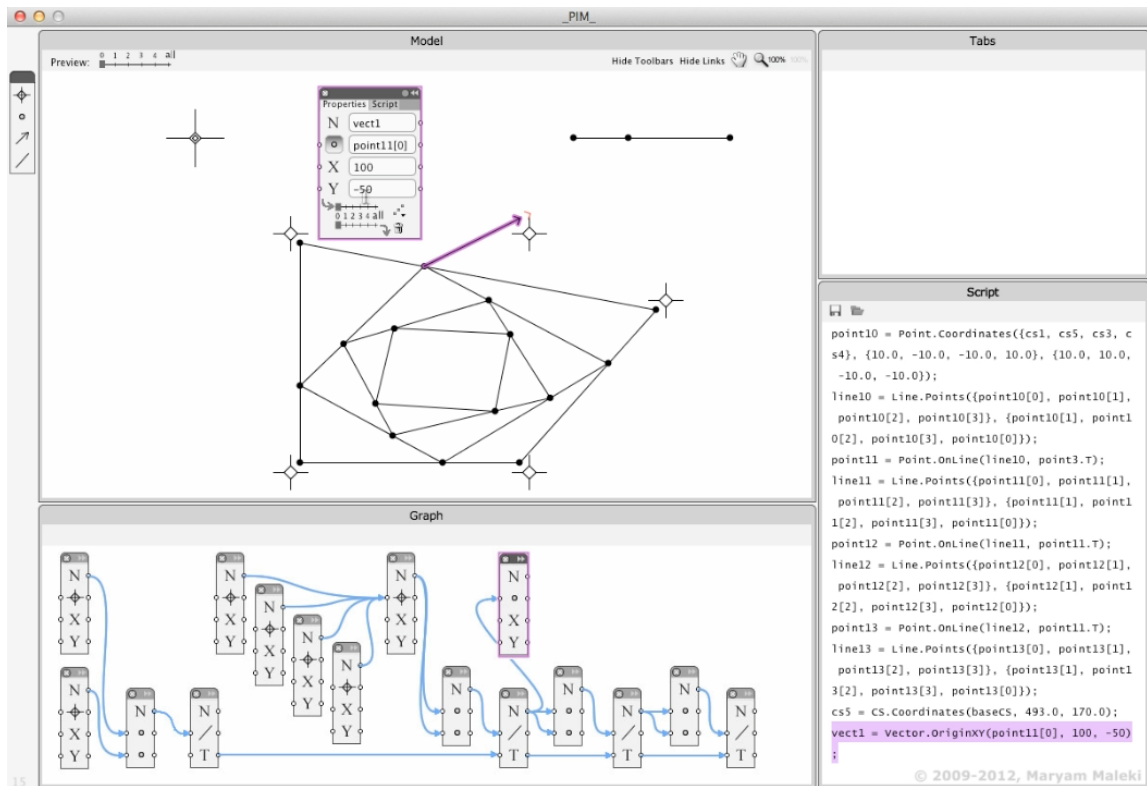 _PIM_
Model
Preview:
0 1 2 3 4 all
Hide Toolbars Hide Links 100% 100%
Properties Script
N vect1
point11[0]
X 100
Y -50
0 1 2 3 4 all
Tabs
Script
point10 = Point.Coordinates({cs1, cs5, cs3, c
s4}, {10.0, -10.0, -10.0, 10.0}, {10.0, 10.0,
-10.0, -10.0});
line10 = Line.Points({point10[0], point10[1],
point10[2], point10[3]}, {point10[1], point1
0[2], point10[3], point10[0]});
point11 = Point.OnLine(line10, point3.T);
line11 = Line.Points({point11[0], point11[1],
point11[2], point11[3]}, {point11[1], point1
1[2], point11[3], point11[0]});
point12 = Point.OnLine(line11, point11.T);
line12 = Line.Points({point12[0], point12[1],
point12[2], point12[3]}, {point12[1], point1
2[2], point12[3], point12[0]});
point13 = Point.OnLine(line12, point11.T);
line13 = Line.Points({point13[0], point13[1],
point13[2], point13[3]}, {point13[1], point1
3[2], point13[3], point13[0]});
cs5 = CS.Coordinates(baseCS, 493.0, 170.0);
vect1 = Vector.OriginXY(point11[0], 100, -50)
;
Graph
N
X
Y
N
X
Y
N
X
Y
N
X
Y
N
X
Y
N
X
Y
N
X
Y
N
X
Y
N
N
T
N
N
T
N
N
T
N
N
T
15
© 2009-2012, Maryam Maleki